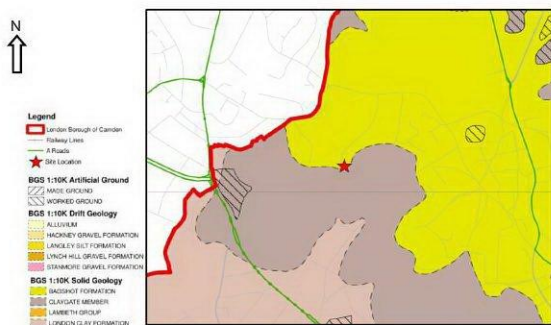 N
Legend
London Borough of Camden
Railway Lines
A Roads
Site Location
BGS 1:10K Artificial Ground
MADE GROUND
WORKED GROUND
BGS 1:10K Drift Geology
ALLUVIUM
HACKNEY GRAVEL FORMATION
LANGLEY SILT FORMATION
LYNCH HILL GRAVEL FORMATION
STANMORE GRAVEL FORMATION
BGS 1:10K Solid Geology
BAGSHOT FORMATION
CLAYGATE MEMBER
LAMBETH GROUP
LONDON CLAY FORMATION